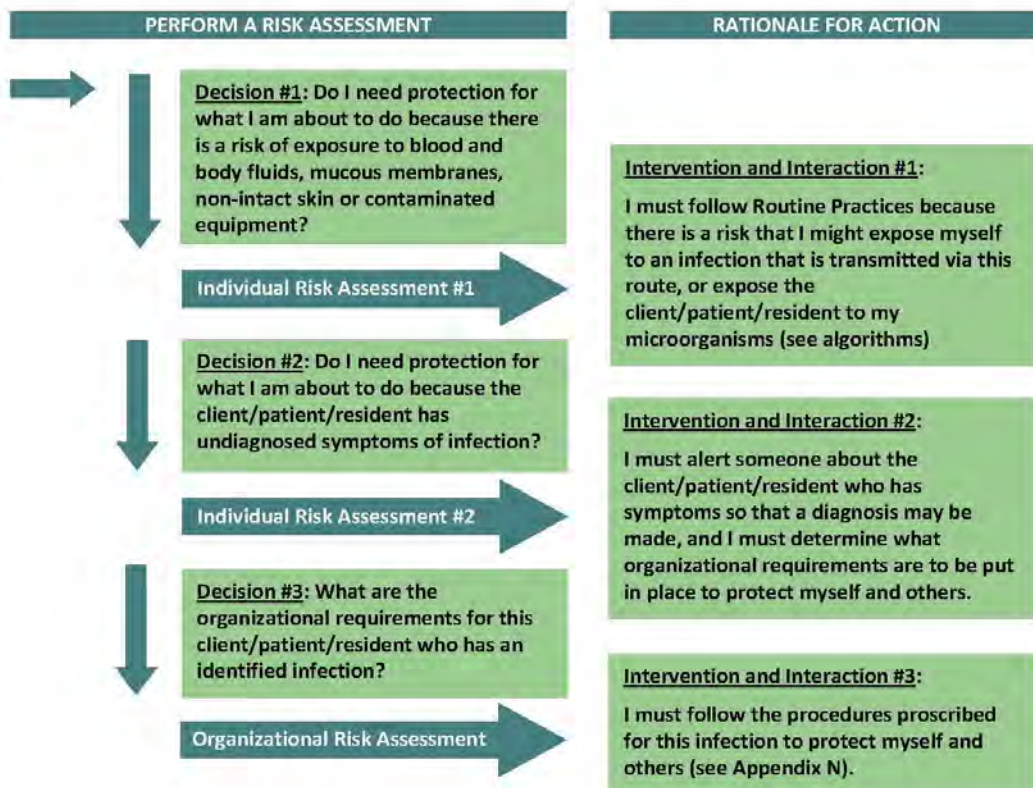 PERFORM A RISK ASSESSMENT
Decision #1: Do I need protection for
what I am about to do because there
is a risk of exposure to blood and
body fluids, mucous membranes,
non-intact skin or contaminated
equipment?
Individual Risk Assessment #1
Decision #2: Do I need protection for
what I am about to do because the
client/patient/resident has
undiagnosed symptoms of infection?
Individual Risk Assessment #2
Decision #3: What are the
organizational requirements for this
client/patient/resident who has an
identified infection?
Organizational Risk Assessment
RATIONALE FOR ACTION
Intervention and Interaction #1:
I must follow Routine Practices because
there is a risk that I might expose myself
to an infection that is transmitted via this
route, or expose the
client/patient/resident to my
microorganisms (see algorithms)
Intervention and Interaction #2:
I must alert someone about the
client/patient/resident who has
symptoms so that a diagnosis may be
made, and I must determine what
organizational requirements are to be put
in place to protect myself and others.
Intervention and Interaction #3:
I must follow the procedures proscribed
for this infection to protect myself and
others (see Appendix N).